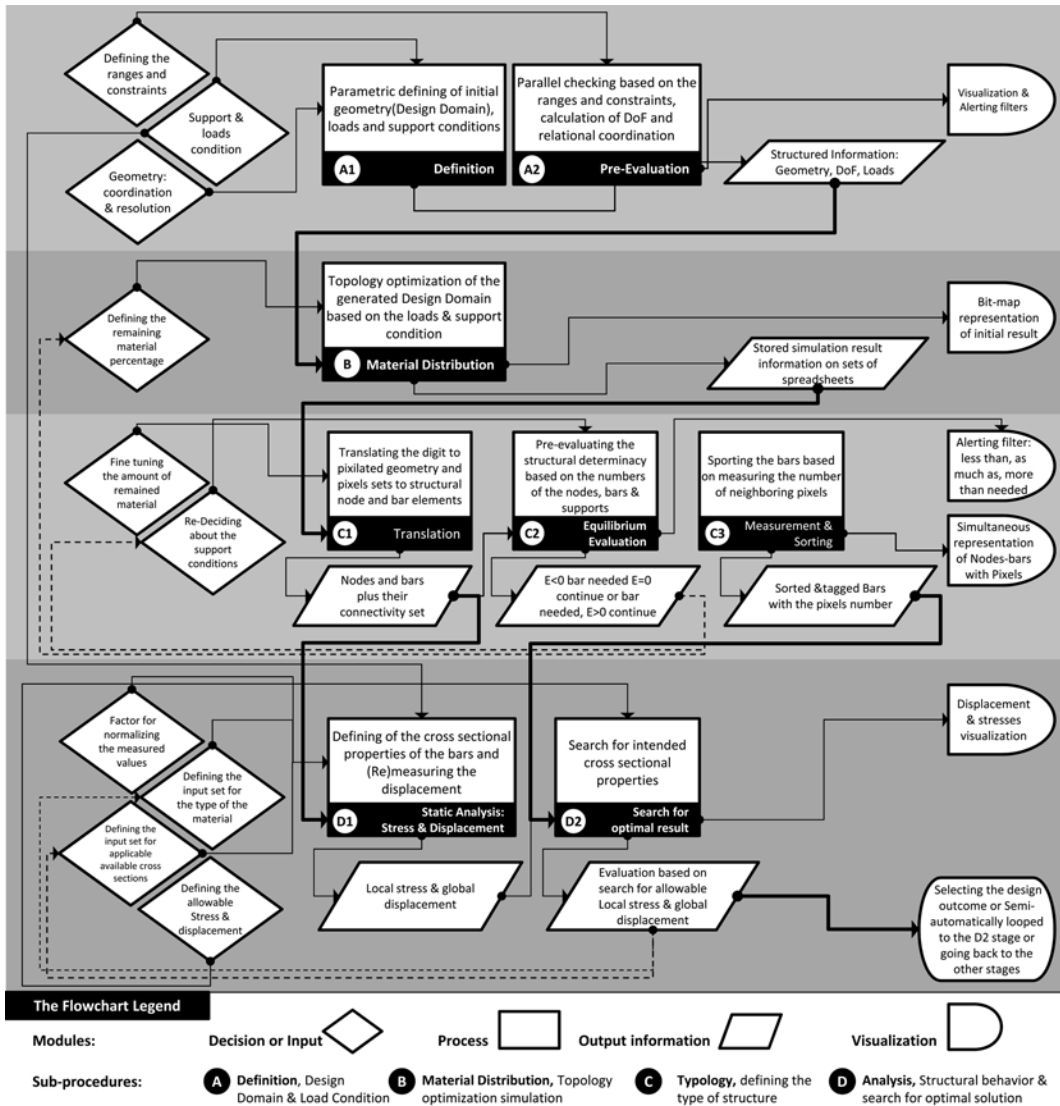 Defining the
ranges and
constraints
Support &
loads
condition
Geometry:
coordination
& resolution
Parametric defining of initial
geometry(Design Domain),
loads and support conditions
A1 Definition
Parallel checking based on the
ranges and constraints,
calculation of DoF and
relational coordination
A2 Pre-Evaluation
Visualization &
Alerting filters
Structured Information:
Geometry, DoF, Loads
Defining the
remaining
material
percentage
Topology optimization of the
generated Design Domain
based on the loads & support
condition
B Material Distribution
Bit-map
representation
of initial result
Stored simulation result
information on sets of
spreadsheets
Fine tuning
the amount of
remained
material
Re-Deciding
about the
support
conditions
Translating the digit to
pixilated geometry and
pixels sets to structural
node and bar elements
C1 Translation
Pre-evaluating the
structural determinacy
based on the numbers
of the nodes, bars &
supports
C2 Equilibrium
Evaluation
Sporting the bars based
on measuring the number
of neighboring pixels
C3 Measurement &
Sorting
Alerting filter:
less than, as
much as, more
than needed
Simultaneous
representation
of Nodes-bars
with Pixels
Nodes and bars
plus their
connectivity set
E<0 bar needed E=0
continue or bar
needed, E>0 continue
Sorted &tagged Bars
with the pixels number
Factor for
normalizing
the measured
values
Defining the
input set for
the type of the
material
Defining the
input set for
applicable
available cross
sections
Defining the
allowable
Stress &
displacement
Defining of the cross sectional
properties of the bars and
(Re)measuring the
displacement
D1 Static Analysis:
Stress & Displacement
Search for intended
cross sectional
properties
D2 Search for
optimal result
Displacement
& stresses
visualization
Local stress & global
displacement
Evaluation based on
search for allowable
Local stress & global
displacement
Selecting the design
outcome or Semi-
automatically looped
to the D2 stage or
going back to the
other stages
The Flowchart Legend
Modules: Decision or Input Process Output information Visualization
Sub-procedures:
A Definition, Design
Domain & Load Condition
B Material Distribution, Topology
optimization simulation
C Typology, defining the
type of structure
D Analysis, Structural behavior &
search for optimal solution